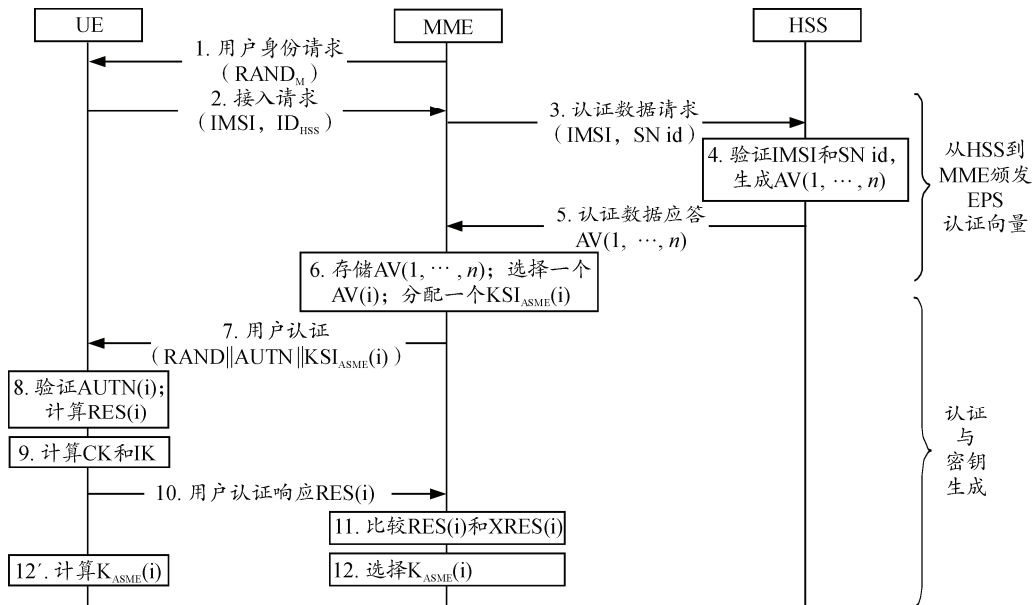 UE
MME
HSS
1. 用户身份请求
（RAND_M）
2. 接入请求
（IMSI，ID_HSS）
3. 认证数据请求
（IMSI，SN id）
4. 验证IMSI和SN id，
生成AV(1, ⋯, n)
5. 认证数据应答
AV(1, ⋯, n)
从HSS到
MME颁发
EPS
认证向量
6. 存储AV(1, ⋯, n)；选择一个
AV(i)；分配一个KSI_ASME(i)
7. 用户认证
（RAND||AUTN||KSI_ASME(i)）
8. 验证AUTN(i)；
计算RES(i)
9. 计算CK和IK
10. 用户认证响应RES(i)
11. 比较RES(i)和XRES(i)
12′. 计算K_ASME(i)
12. 选择K_ASME(i)
认证
与
密钥
生成